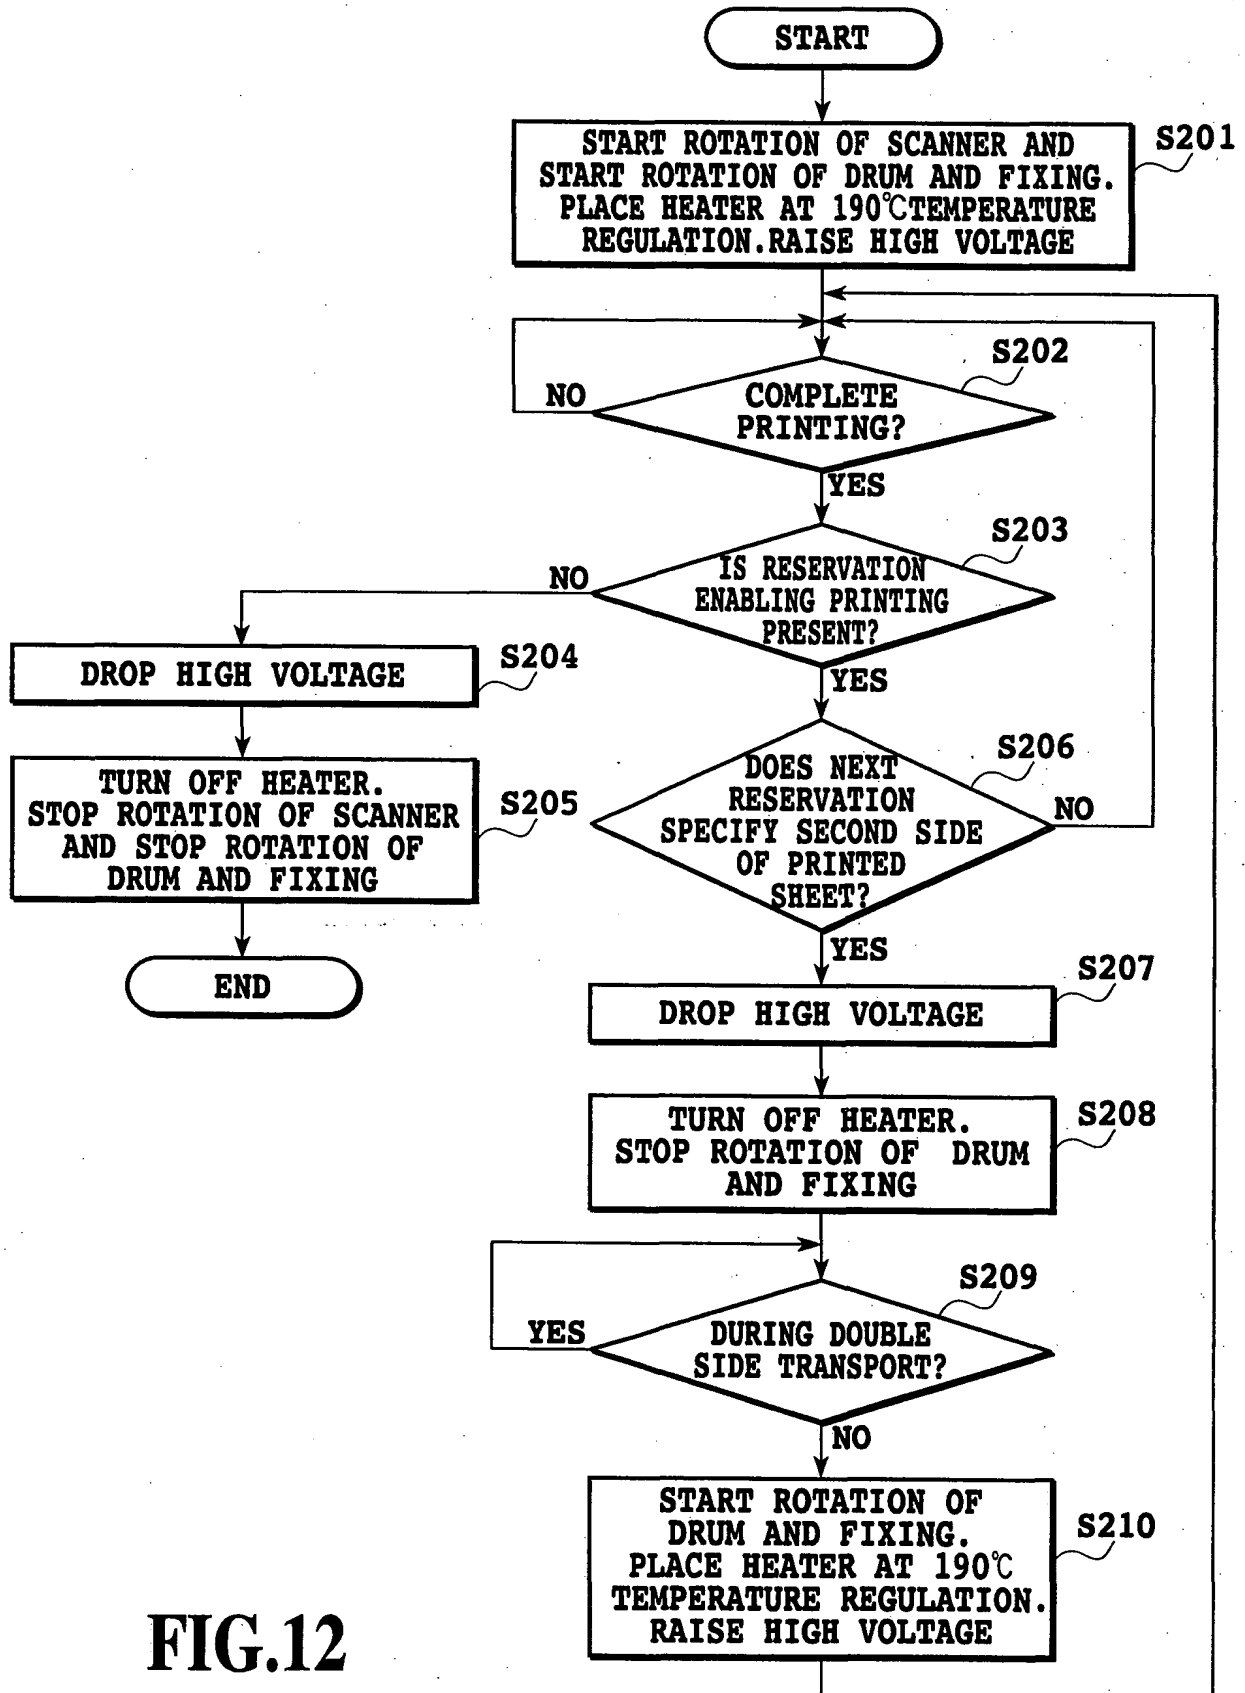 START
START ROTATION OF SCANNER AND
START ROTATION OF DRUM AND FIXING.
PLACE HEATER AT 190℃TEMPERATURE
REGULATION.RAISE HIGH VOLTAGE
S201
S202
COMPLETE
PRINTING?
NO
YES
S203
IS RESERVATION
ENABLING PRINTING
PRESENT?
NO
YES
DROP HIGH VOLTAGE
S204
TURN OFF HEATER.
STOP ROTATION OF SCANNER
AND STOP ROTATION OF
DRUM AND FIXING
S205
END
S206
DOES NEXT
RESERVATION
SPECIFY SECOND SIDE
OF PRINTED
SHEET?
NO
YES
S207
DROP HIGH VOLTAGE
S208
TURN OFF HEATER.
STOP ROTATION OF DRUM
AND FIXING
S209
DURING DOUBLE
SIDE TRANSPORT?
YES
NO
START ROTATION OF
DRUM AND FIXING.
PLACE HEATER AT 190℃
TEMPERATURE REGULATION.
RAISE HIGH VOLTAGE
S210
FIG.12